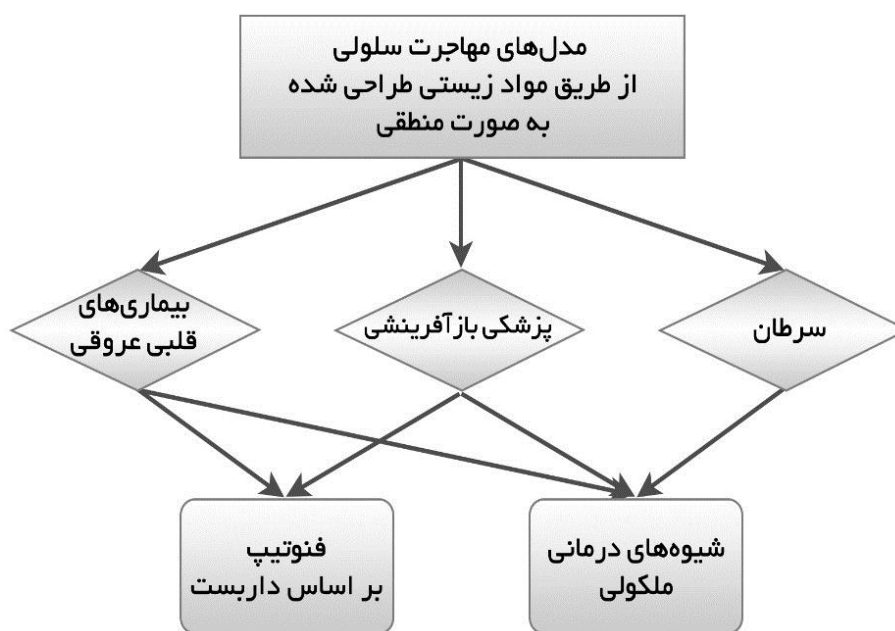 مدل‌های مهاجرت سلولی
از طریق مواد زیستی طراحی شده
به صورت منطقی
سرطان
پزشکی بازآفرینشی
بیماری‌های
قلبی عروقی
شیوه‌های درمانی
ملکولی
فنوتیپ
بر اساس داربست